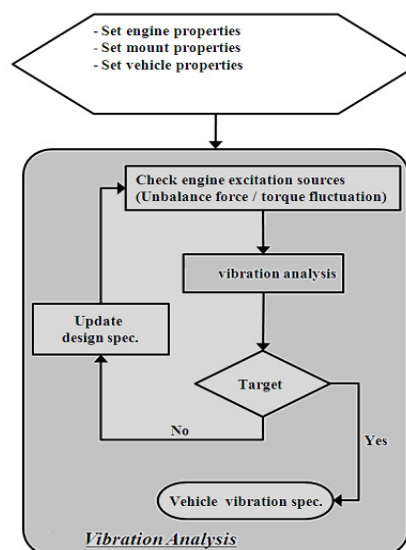 - Set engine properties
- Set mount properties
- Set vehicle properties
Check engine excitation sources
(Unbalance force / torque fluctuation)
vibration analysis
Update
design spec.
Target
No
Yes
Vehicle vibration spec.
Vibration Analysis